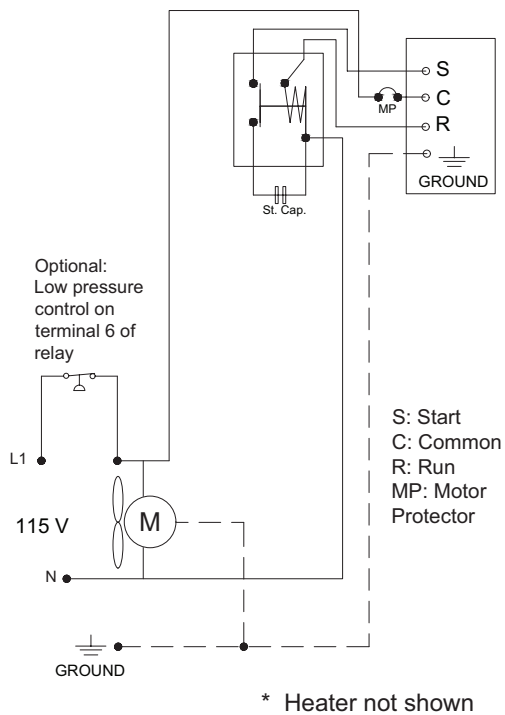 S
C
MP
R
GROUND
St. Cap.
Optional:
Low pressure
control on
terminal 6 of
relay
S: Start
C: Common
R: Run
MP: Motor
Protector
L1
115 V
M
N
GROUND
* Heater not shown